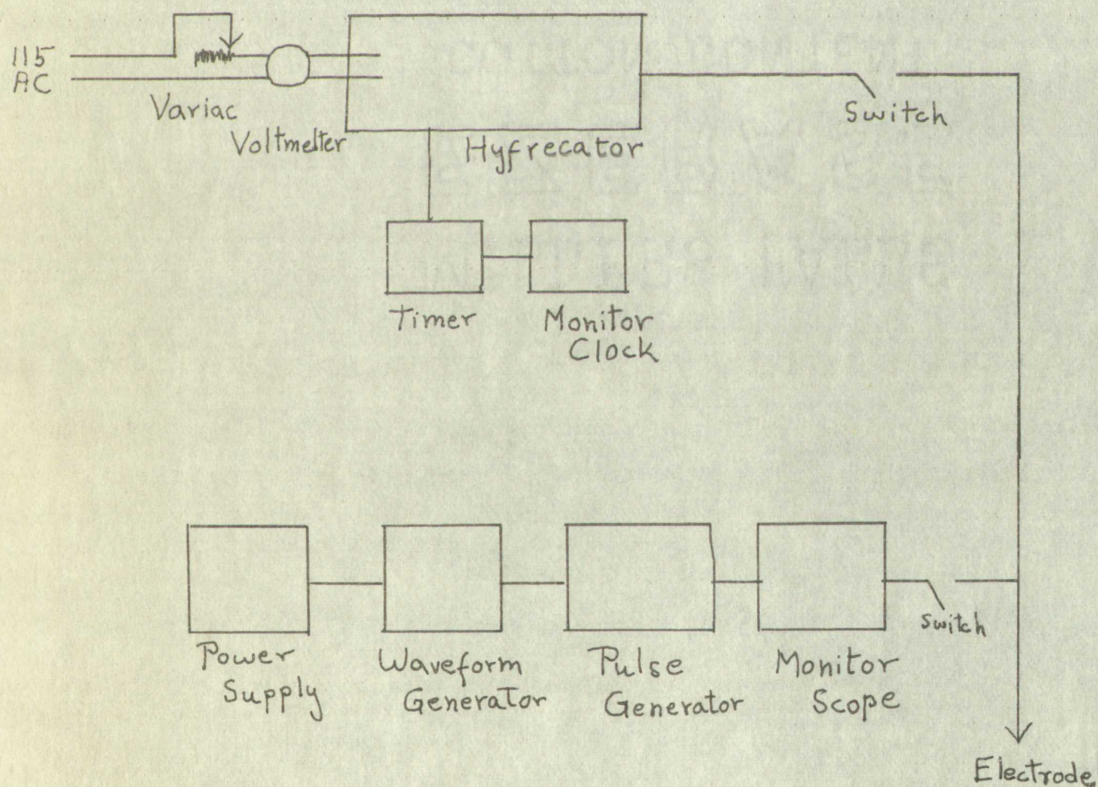 115
AC
Variac
Voltmelter
Hyfrecator
Switch
Timer
Monitor
Clock
Power
Supply
Waveform
Generator
Pulse
Generator
Monitor
Scope
Switch
Electrode